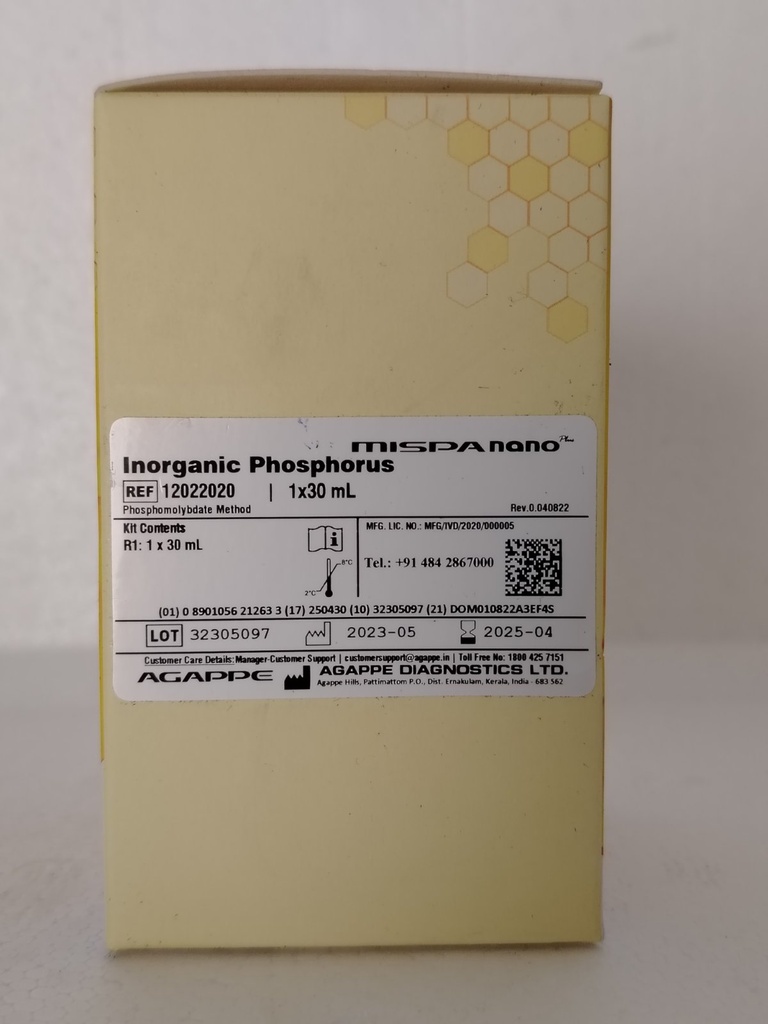 MISPA nano Plus
Inorganic Phosphorus
REF 12022020 | 1x30 mL
Phosphomolybdate Method Rev.0.040822
Kit Contents
R1: 1 x 30 mL
MFG. LIC. NO.: MFG/IVD/2020/000005
Tel.: +91 484 2867000
2°C 8°C
(01) 0 8901056 21263 3 (17) 250430 (10) 32305097 (21) DOM010822A3EF4S
LOT 32305097 2023-05 2025-04
Customer Care Details: Manager-Customer Support | customersupport@agappe.in | Toll Free No: 1800 425 7151
AGAPPE AGAPPE DIAGNOSTICS LTD.
Agappe Hills, Pattimattom P.O., Dist. Ernakulam, Kerala, India - 683 562